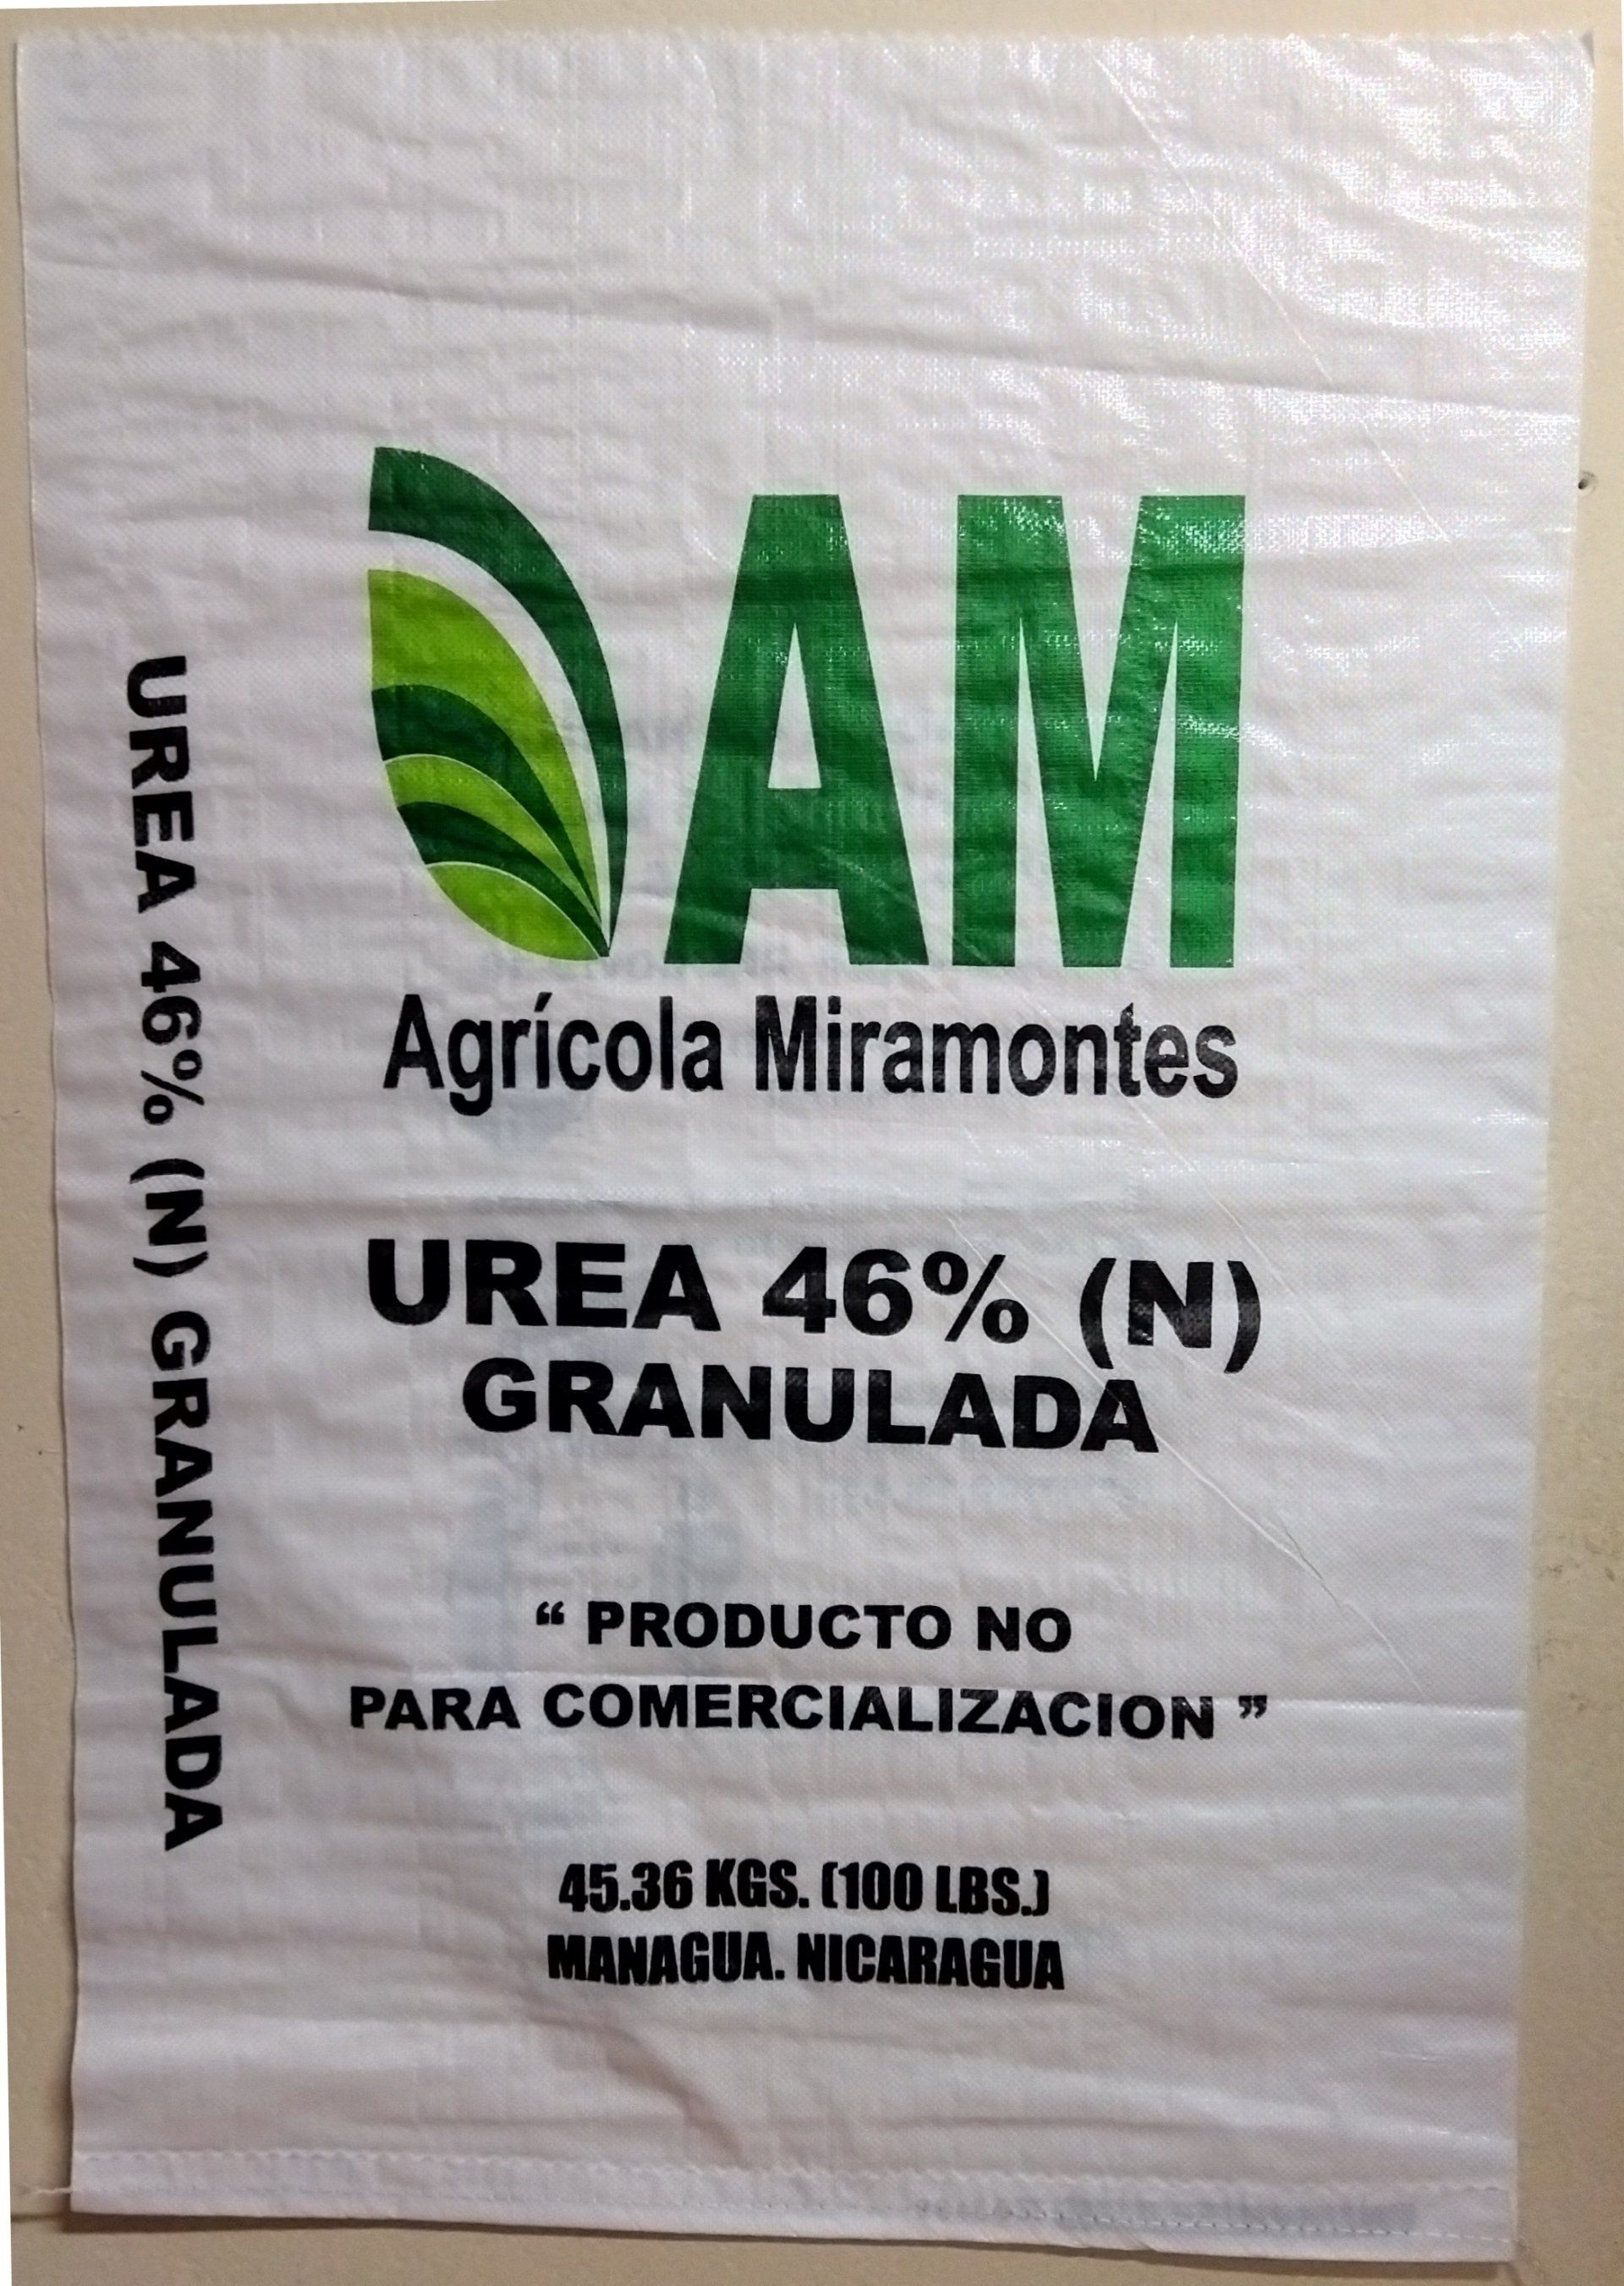 AM
Agrícola Miramontes
UREA 46% (N)
GRANULADA
“ PRODUCTO NO
PARA COMERCIALIZACION ”
45.36 KGS. (100 LBS.)
MANAGUA. NICARAGUA
UREA 46% (N) GRANULADA